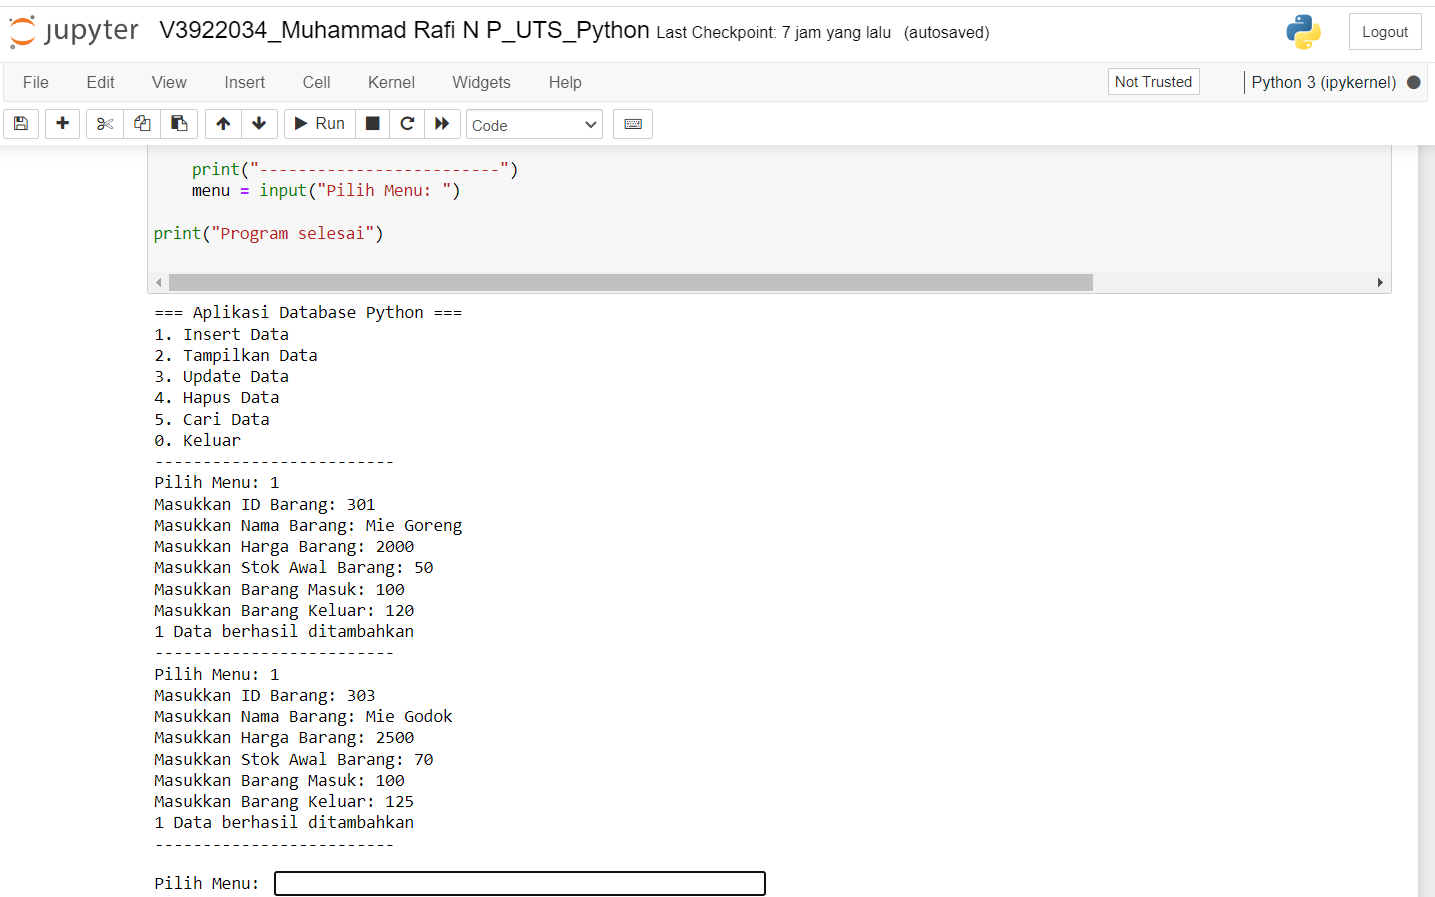 jupyter V3922034_Muhammad Rafi N P_UTS_Python Last Checkpoint: 7 jam yang lalu (autosaved) Logout
File Edit View Insert Cell Kernel Widgets Help Not Trusted Python 3 (ipykernel)
Run Code
print("-------------------------")
menu = input("Pilih Menu: ")
print("Program selesai")
=== Aplikasi Database Python ===
1. Insert Data
2. Tampilkan Data
3. Update Data
4. Hapus Data
5. Cari Data
0. Keluar
-------------------------
Pilih Menu: 1
Masukkan ID Barang: 301
Masukkan Nama Barang: Mie Goreng
Masukkan Harga Barang: 2000
Masukkan Stok Awal Barang: 50
Masukkan Barang Masuk: 100
Masukkan Barang Keluar: 120
1 Data berhasil ditambahkan
-------------------------
Pilih Menu: 1
Masukkan ID Barang: 303
Masukkan Nama Barang: Mie Godok
Masukkan Harga Barang: 2500
Masukkan Stok Awal Barang: 70
Masukkan Barang Masuk: 100
Masukkan Barang Keluar: 125
1 Data berhasil ditambahkan
-------------------------
Pilih Menu: